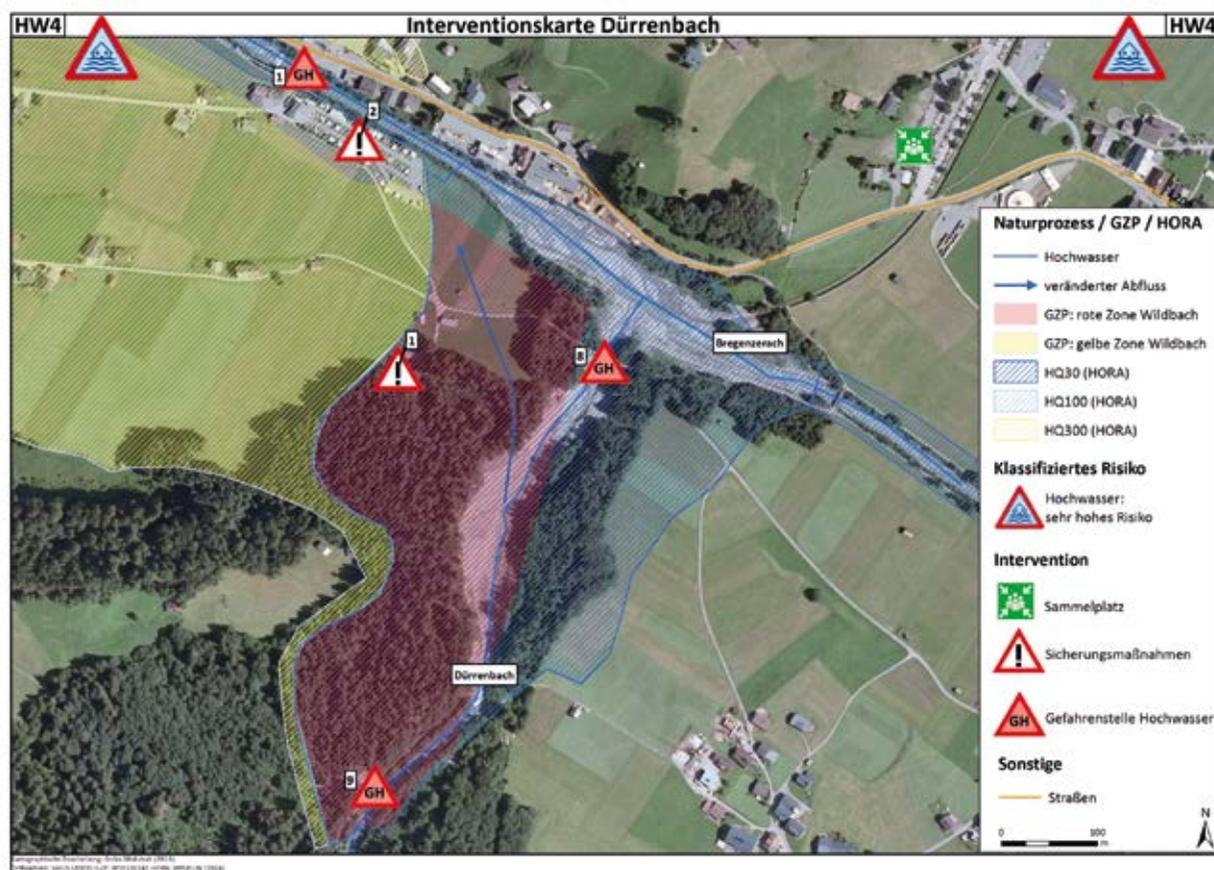 HW4
Interventionskarte Dürrenbach
HW4
1
GH
2
!
1
!
8
GH
Bregenzerach
Dürrenbach
9
GH
Naturprozess / GZP / HORA
Hochwasser
veränderter Abfluss
GZP: rote Zone Wildbach
GZP: gelbe Zone Wildbach
HQ30 (HORA)
HQ100 (HORA)
HQ300 (HORA)
Klassifiziertes Risiko
Hochwasser:
sehr hohes Risiko
Intervention
Sammelplatz
!
Sicherungsmaßnahmen
GH
Gefahrenstelle Hochwasser
Sonstige
Straßen
0
100
m
N